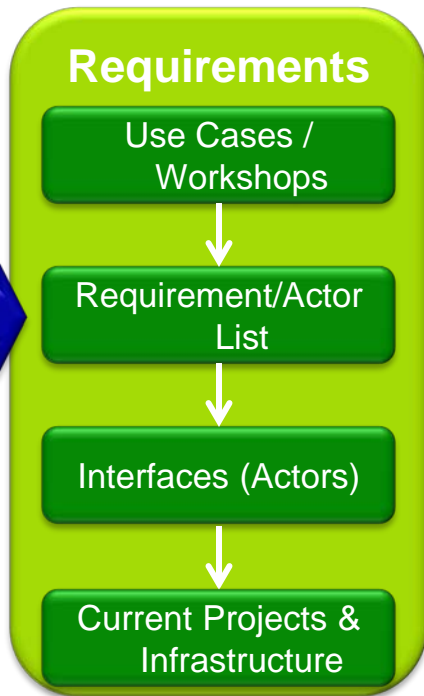 Requirements
Use Cases /
Workshops
Requirement/Actor
List
Interfaces (Actors)
Current Projects &
Infrastructure